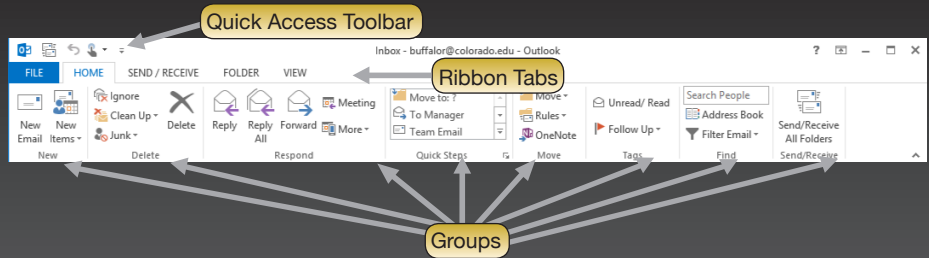 Quick Access Toolbar
Inbox - buffalor@colorado.edu - Outlook
FILE HOME SEND / RECEIVE FOLDER VIEW
Ribbon Tabs
New Email
New Items
Ignore
Clean Up
Junk
Delete
Reply
Reply All
Forward
Meeting
More
Move to: ?
To Manager
Team Email
Move
Rules
OneNote
Unread/ Read
Follow Up
Search People
Address Book
Filter Email
Send/Receive
All Folders
New Delete Respond Quick Steps Move Tags Find Send/Receive
Groups